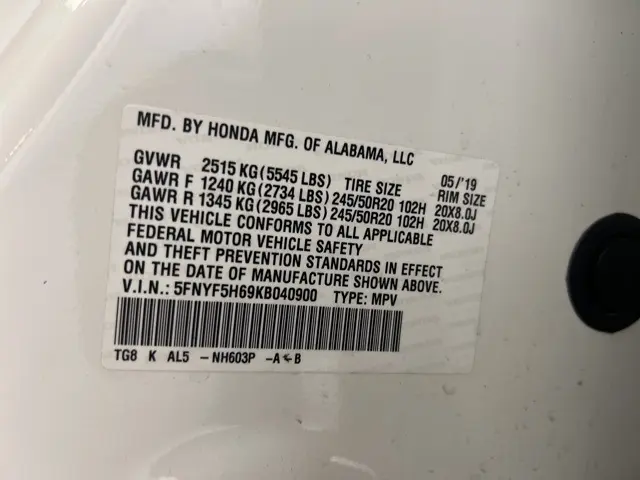 MFD. BY HONDA MFG. OF ALABAMA, LLC
05/'19
GVWR 2515 KG (5545 LBS) TIRE SIZE RIM SIZE
GAWR F 1240 KG (2734 LBS) 245/50R20 102H 20X8.0J
GAWR R 1345 KG (2965 LBS) 245/50R20 102H 20X8.0J
THIS VEHICLE CONFORMS TO ALL APPLICABLE
FEDERAL MOTOR VEHICLE SAFETY
AND THEFT PREVENTION STANDARDS IN EFFECT
ON THE DATE OF MANUFACTURE SHOWN ABOVE.
V.I.N.: 5FNYF5H69KB040900 TYPE: MPV
TG8 K AL5 -NH603P -A B